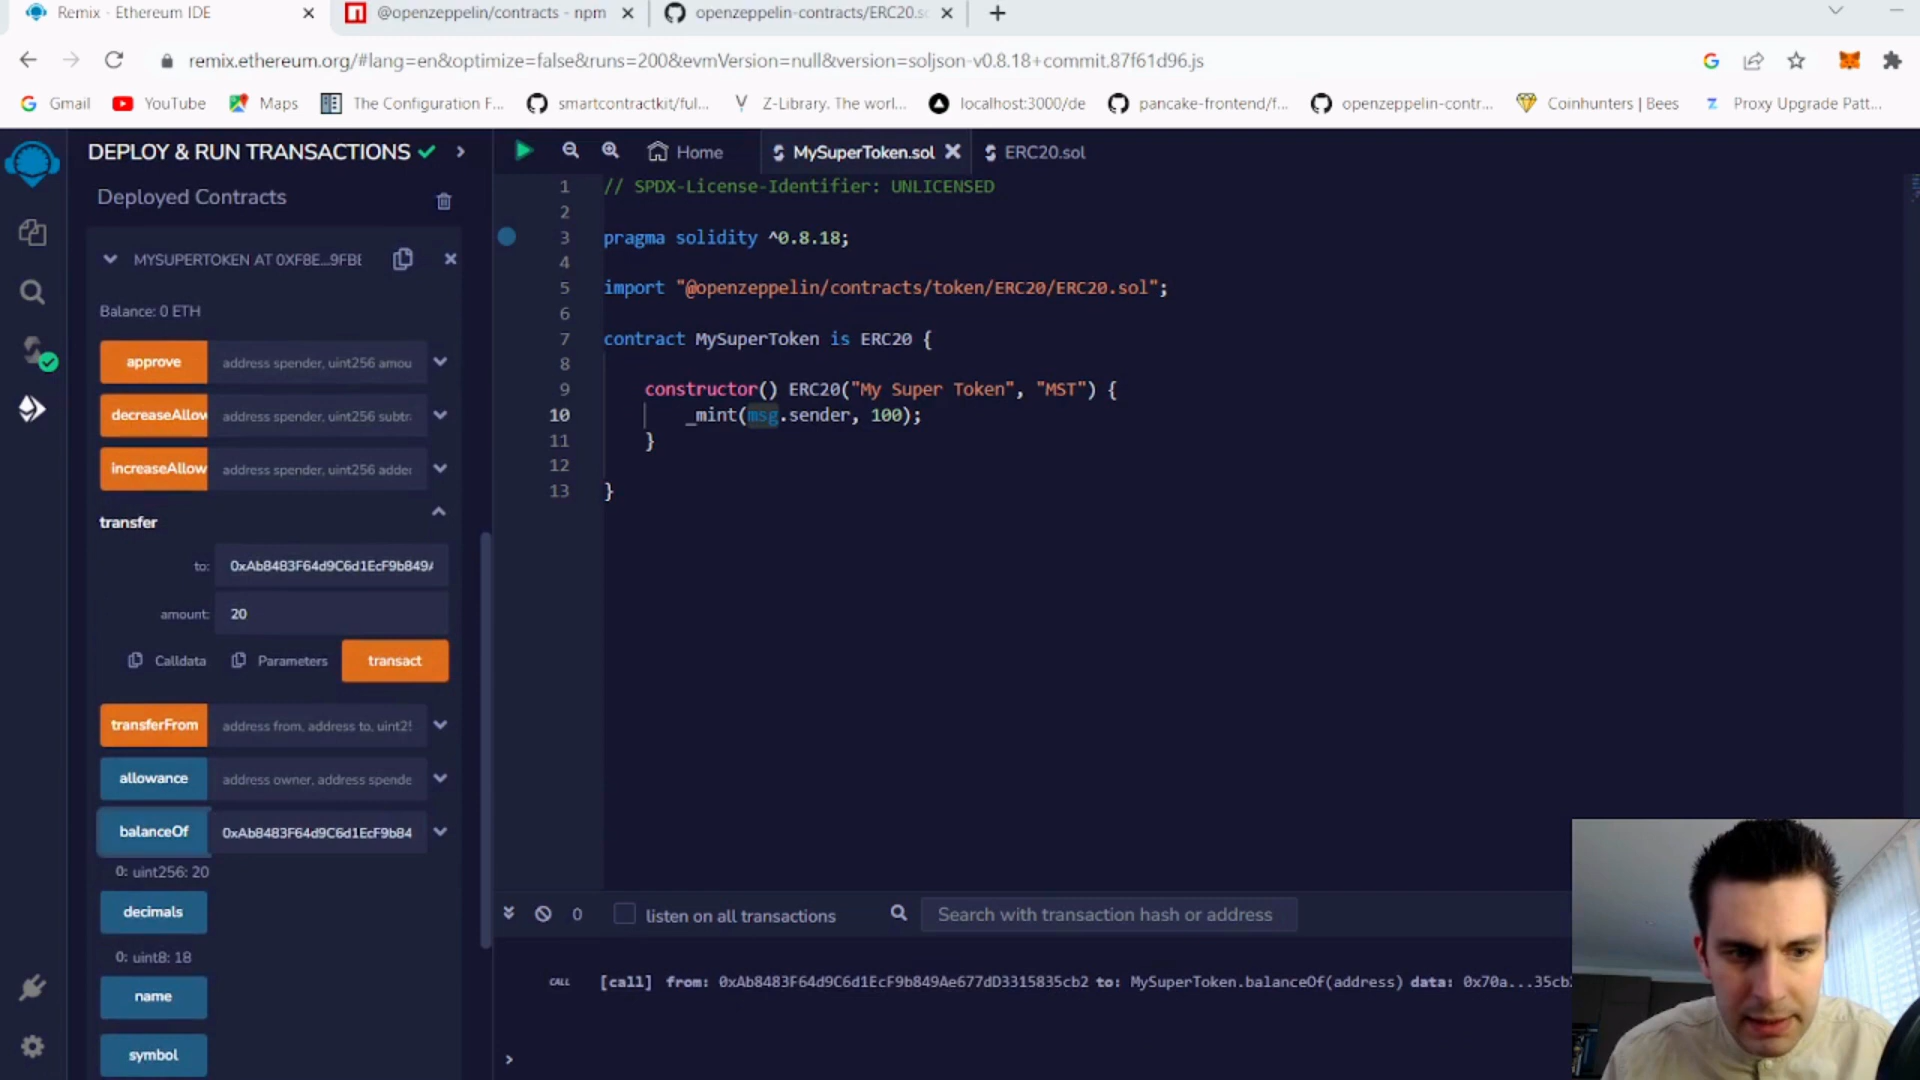 Remix - Ethereum IDE
@openzeppelin/contracts - npm
openzeppelin-contracts/ERC20.s
remix.ethereum.org/#lang=en&optimize=false&runs=200&evmVersion=null&version=soljson-v0.8.18+commit.87f61d96.js
Gmail
YouTube
Maps
The Configuration F...
smartcontractkit/ful...
Z-Library. The worl...
localhost:3000/de
pancake-frontend/f...
openzeppelin-contr...
Coinhunters | Bees
Proxy Upgrade Patt...
DEPLOY & RUN TRANSACTIONS
Deployed Contracts
MYSUPERTOKEN AT 0XF8E...9FBE
Balance: 0 ETH
approve address spender, uint256 amou
decreaseAllow address spender, uint256 subtr
increaseAllow address spender, uint256 adder
transfer
to: 0xAb8483F64d9C6d1EcF9b849A
amount: 20
Calldata Parameters transact
transferFrom address from, address to, uint25
allowance address owner, address spende
balanceOf 0xAb8483F64d9C6d1EcF9b84
0: uint256: 20
decimals
0: uint8: 18
name
symbol
Home MySuperToken.sol ERC20.sol
1 // SPDX-License-Identifier: UNLICENSED
2
3 pragma solidity ^0.8.18;
4
5 import "@openzeppelin/contracts/token/ERC20/ERC20.sol";
6
7 contract MySuperToken is ERC20 {
8
9 constructor() ERC20("My Super Token", "MST") {
10 _mint(msg.sender, 100);
11 }
12
13 }
0 listen on all transactions Search with transaction hash or address
CALL [call] from: 0xAb8483F64d9C6d1EcF9b849Ae677dD3315835cb2 to: MySuperToken.balanceOf(address) data: 0x70a...35cb
>